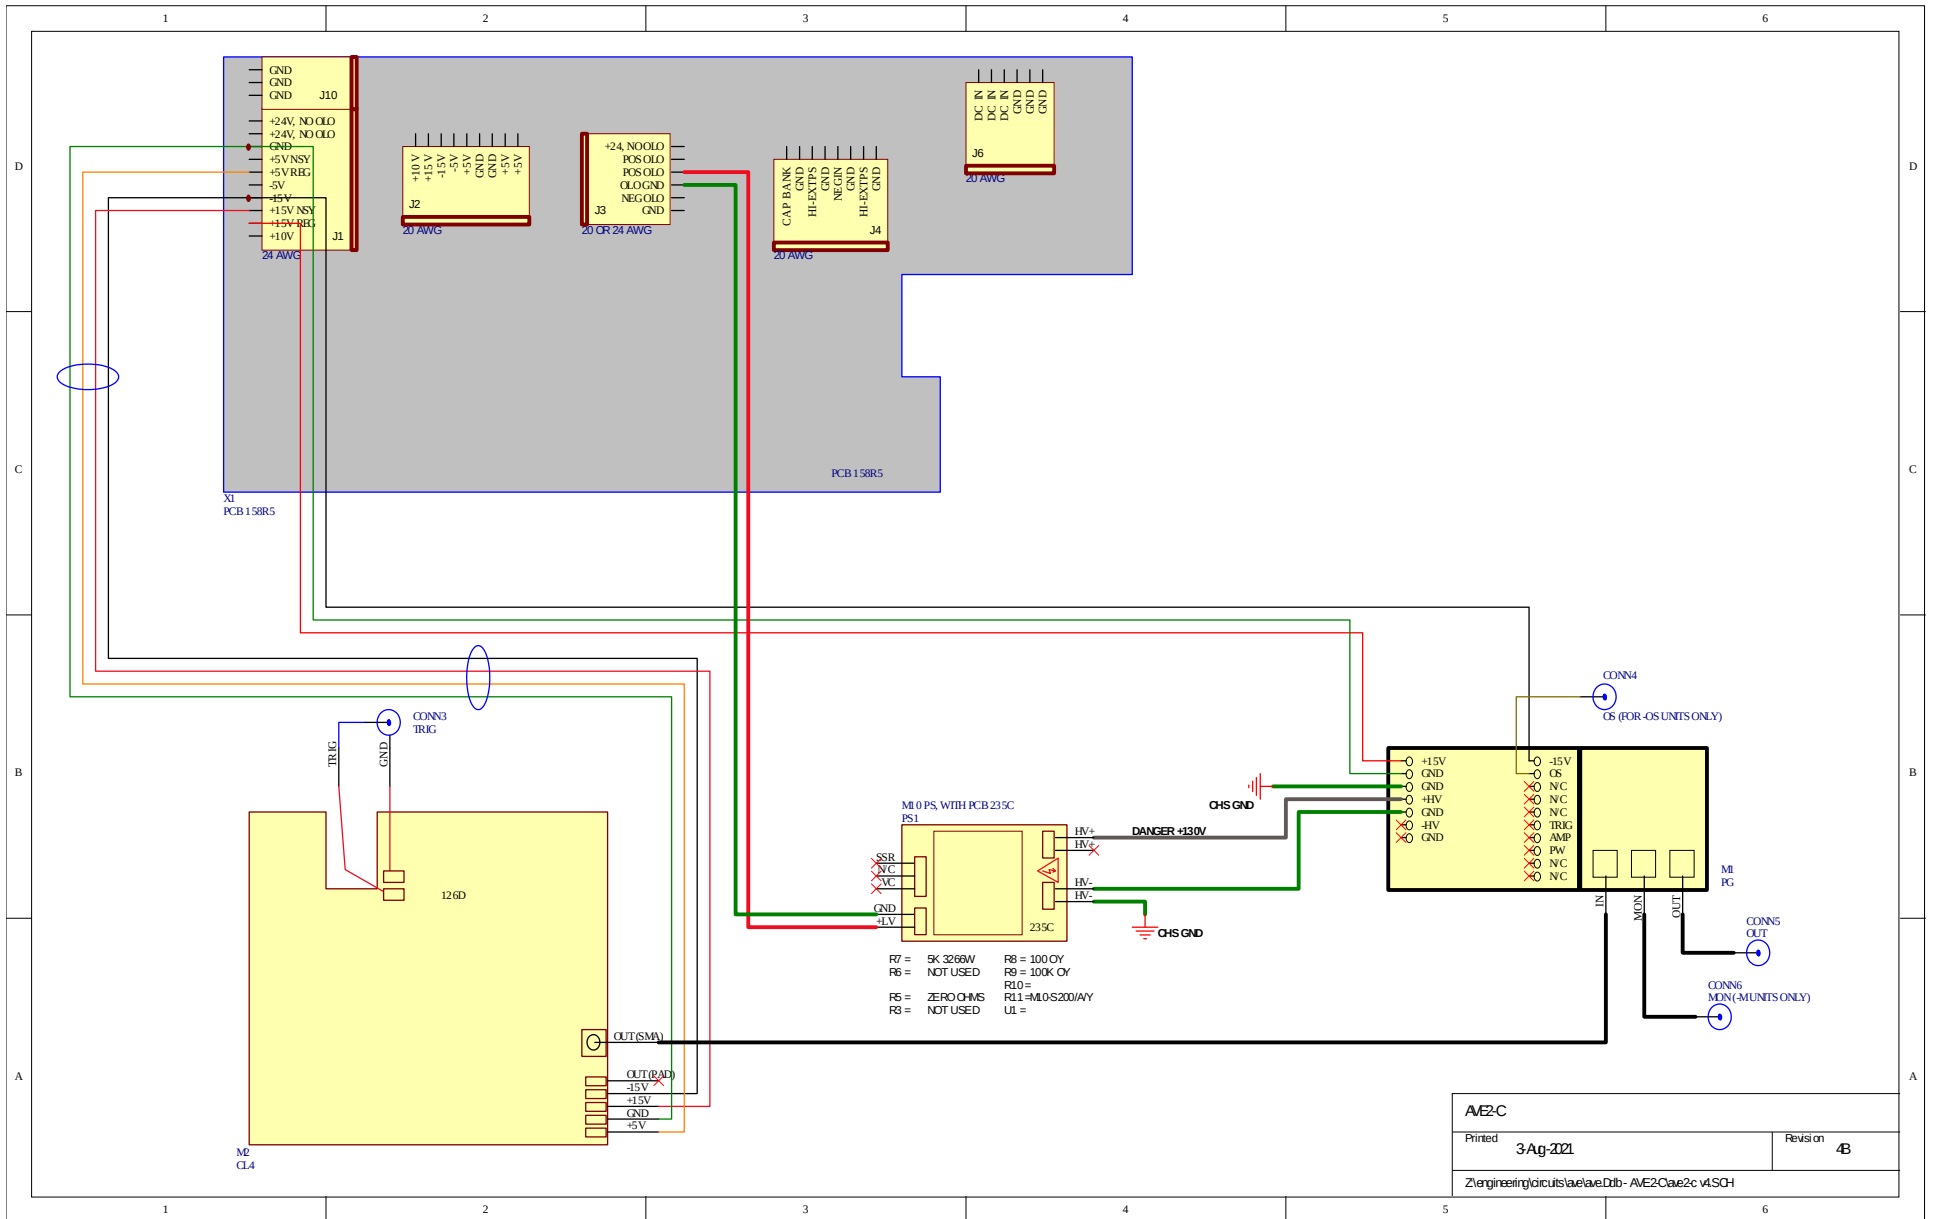 1 2 3 4 5 6
D
GND
GND
GND
J10
+24V, NO OLO
+24V, NO OLO
GND
+5V NSY
+5V REG
-5V
-15V
+15V NSY
+15V REG
+10V
J1
24 AWG
+10V
+15V
-15V
-5V
+5V
GND
GND
+5V
+5V
J2
20 AWG
+24, NO OLO
POS OLO
POS OLO
OLO GND
NEG OLO
GND
J3
20 OR 24 AWG
CAP BANK
GND
HI-EXTPS
GND
NEG IN
GND
HI-EXTPS
GND
J4
20 AWG
DC IN
DC IN
DC IN
GND
GND
GND
J6
20 AWG
D
C
PCB 158R5
X1
PCB 158R5
C
B
CONN3
TRIG
TRIG
GND
126D
OUT (SMA)
OUT (PAD)
-15V
+15V
GND
+5V
M2
CL4
M10 PS, WITH PCB 235C
PS1
SSR
N/C
VC
GND
+LV
HV+
HV+
HV-
HV-
235C
DANGER +130V
CHS GND
CHS GND
R7 = 5K 3266W R8 = 100 OY
R6 = NOT USED R9 = 100K OY
R10 =
R5 = ZERO OHMS R11 =M10-S200/A/Y
R3 = NOT USED U1 =
CONN4
OS (FOR -OS UNITS ONLY)
+15V
GND
GND
+HV
GND
-HV
GND
-15V
OS
N/C
N/C
N/C
TRIG
AMP
PW
N/C
N/C
M1
PG
IN
MON
OUT
CONN5
OUT
CONN6
MON (-M UNITS ONLY)
B
A
A
AVE2-C
Printed
3-Aug-2021
Revision
4B
Z:\engineering\circuits\ave\ave.Ddb - AVE2-C\ave2-c v4.SCH
1 2 3 4 5 6